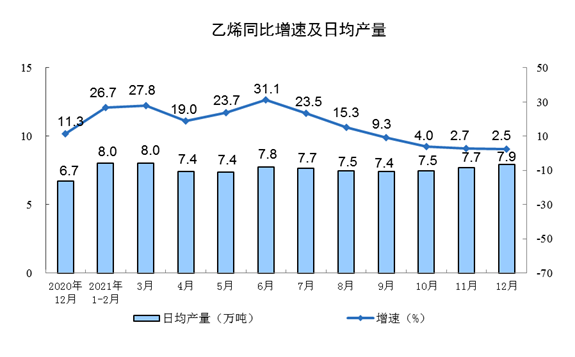 乙烯同比增速及日均产量
15
10
5
0
50
30
10
-10
-30
-50
-70
11.3
26.7
27.8
19.0
23.7
31.1
23.5
15.3
9.3
4.0
2.7
2.5
6.7
8.0
8.0
7.4
7.4
7.8
7.7
7.5
7.4
7.5
7.7
7.9
2020年
12月
2021年
1-2月
3月
4月
5月
6月
7月
8月
9月
10月
11月
12月
日均产量（万吨）
增速（%）